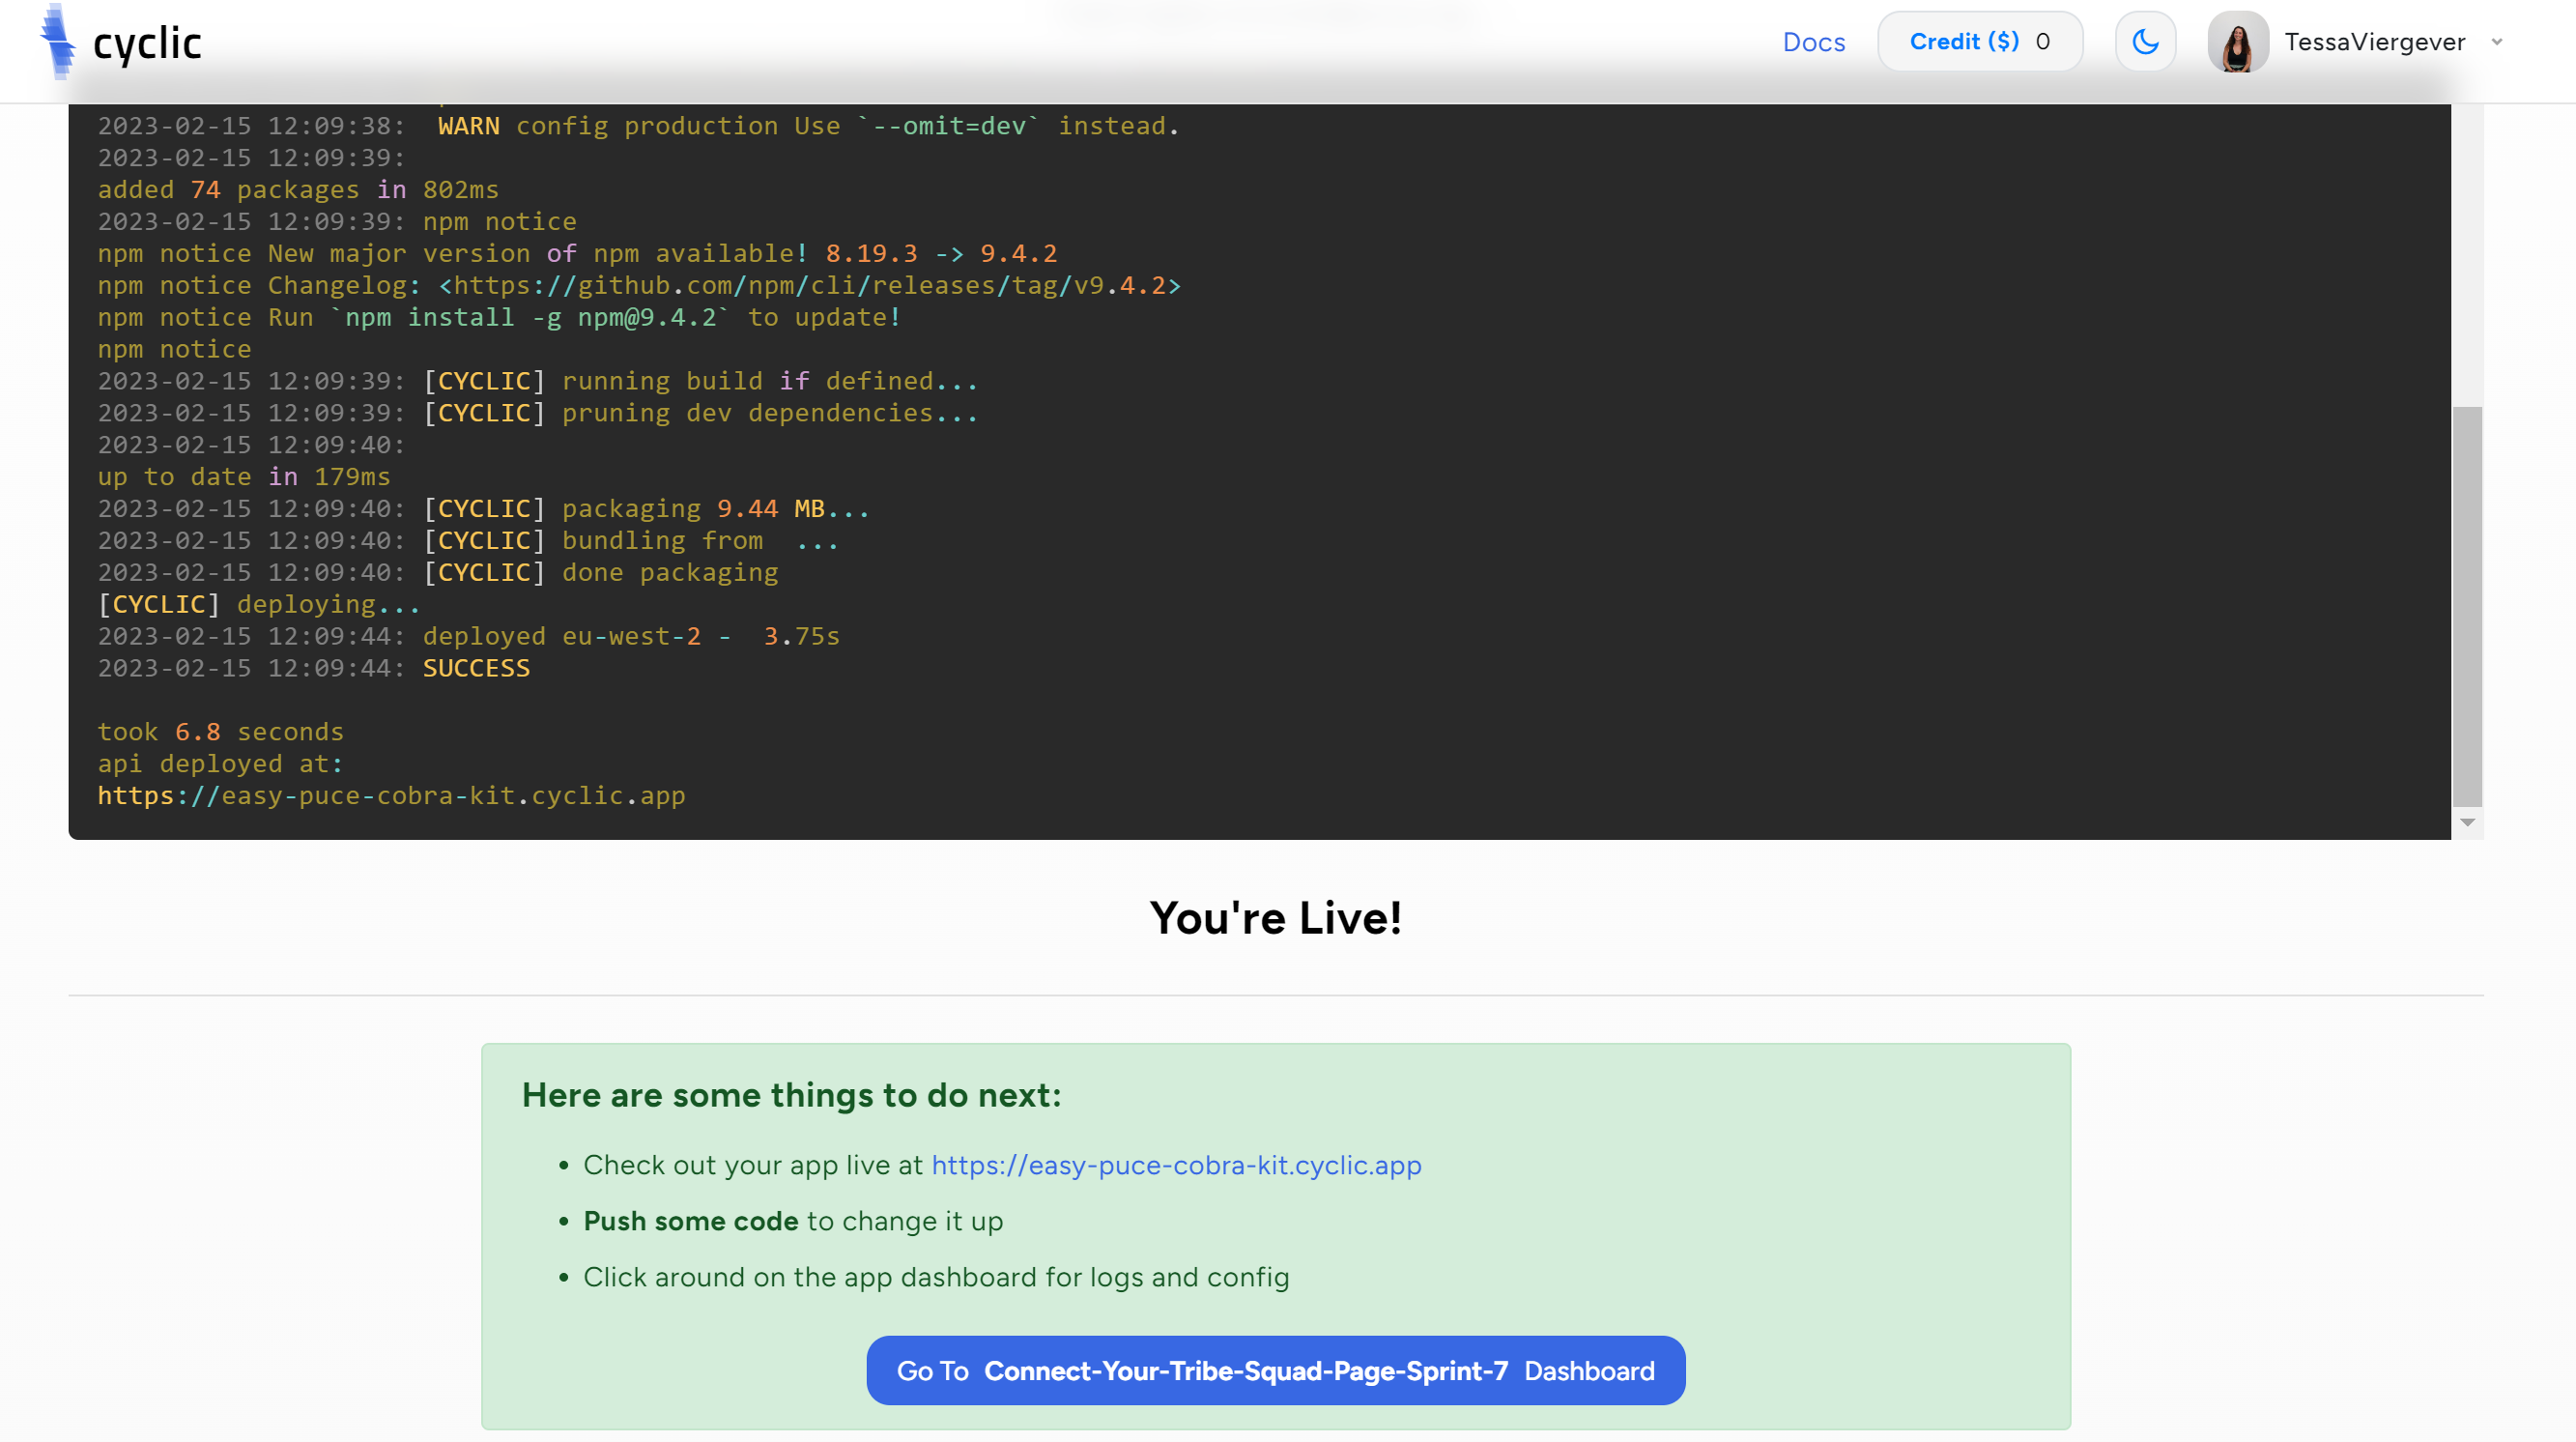 cyclic
Docs
Credit ($) 0
TessaViergever
2023-02-15 12:09:38:  WARN config production Use `--omit=dev` instead.
2023-02-15 12:09:39:
added 74 packages in 802ms
2023-02-15 12:09:39: npm notice
npm notice New major version of npm available! 8.19.3 -> 9.4.2
npm notice Changelog: <https://github.com/npm/cli/releases/tag/v9.4.2>
npm notice Run `npm install -g npm@9.4.2` to update!
npm notice
2023-02-15 12:09:39: [CYCLIC] running build if defined...
2023-02-15 12:09:39: [CYCLIC] pruning dev dependencies...
2023-02-15 12:09:40:
up to date in 179ms
2023-02-15 12:09:40: [CYCLIC] packaging 9.44 MB...
2023-02-15 12:09:40: [CYCLIC] bundling from  ...
2023-02-15 12:09:40: [CYCLIC] done packaging
[CYCLIC] deploying...
2023-02-15 12:09:44: deployed eu-west-2 -  3.75s
2023-02-15 12:09:44: SUCCESS
took 6.8 seconds
api deployed at:
https://easy-puce-cobra-kit.cyclic.app
You're Live!
Here are some things to do next:
• Check out your app live at https://easy-puce-cobra-kit.cyclic.app
• Push some code to change it up
• Click around on the app dashboard for logs and config
Go To Connect-Your-Tribe-Squad-Page-Sprint-7 Dashboard